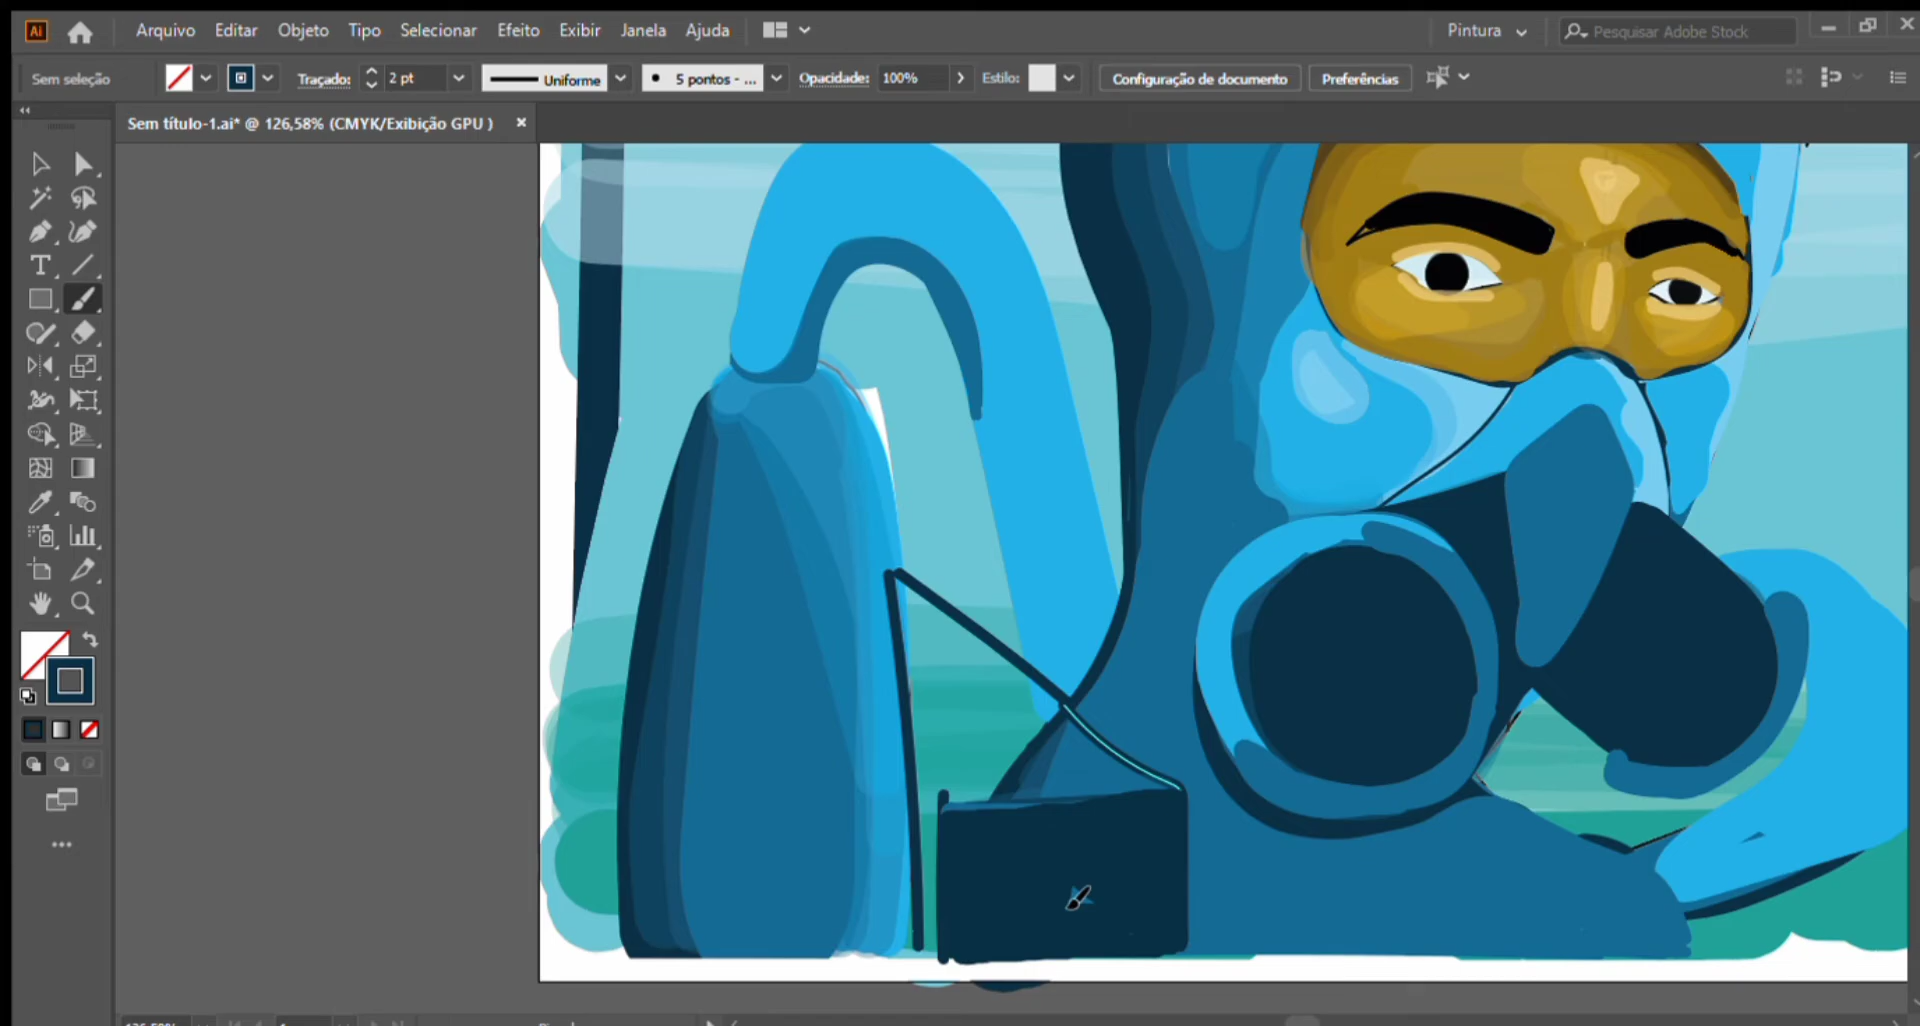 Ai Arquivo Editar Objeto Tipo Selecionar Efeito Exibir Janela Ajuda Pintura Pesquisar Adobe Stock
Sem seleção Traçado: 2 pt Uniforme 5 pontos - ... Opacidade: 100% Estilo: Configuração de documento Preferências
Sem título-1.ai* @ 126,58% (CMYK/Exibição GPU )
T